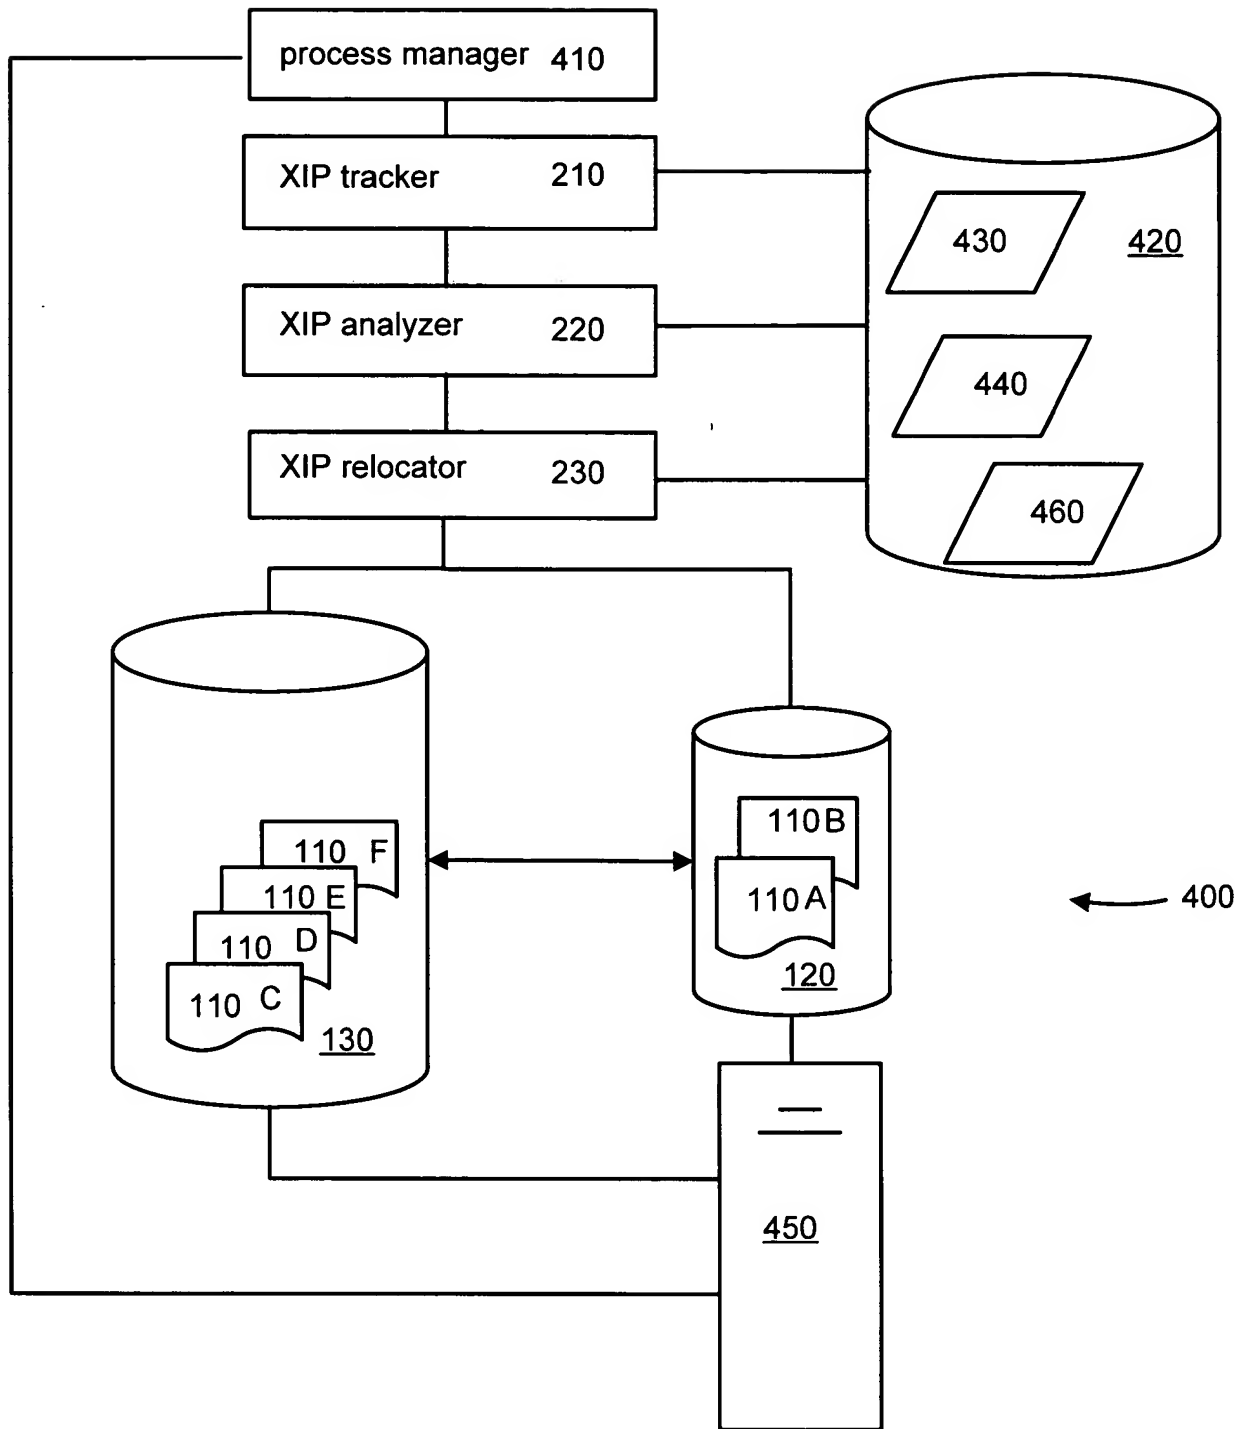 process manager 410
XIP tracker 210
430
420
XIP analyzer 220
440
XIP relocator 230
460
110 B
110 F
110 E
110 A
400
110 D
120
110 C
130
450